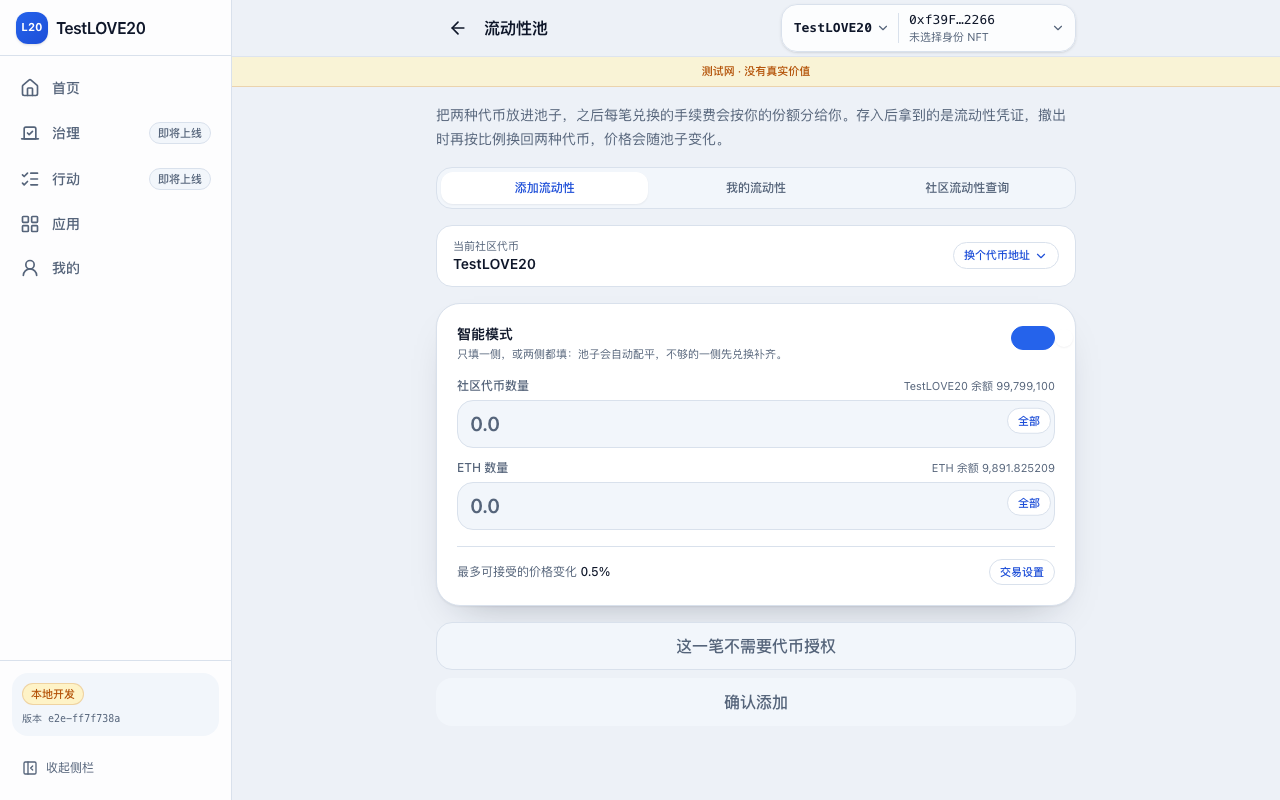 L20 TestLOVE20
首页
治理 即将上线
行动 即将上线
应用
我的
本地开发
版本 e2e-ff7f738a
收起侧栏
流动性池
TestLOVE20
0xf39F…2266
未选择身份 NFT
测试网 · 没有真实价值
把两种代币放进池子，之后每笔兑换的手续费会按你的份额分给你。存入后拿到的是流动性凭证，撤出
时再按比例换回两种代币，价格会随池子变化。
添加流动性 我的流动性 社区流动性查询
当前社区代币
TestLOVE20
换个代币地址
智能模式
只填一侧，或两侧都填：池子会自动配平，不够的一侧先兑换补齐。
社区代币数量 TestLOVE20 余额 99,799,100
0.0 全部
ETH 数量 ETH 余额 9,891.825209
0.0 全部
最多可接受的价格变化 0.5% 交易设置
这一笔不需要代币授权
确认添加